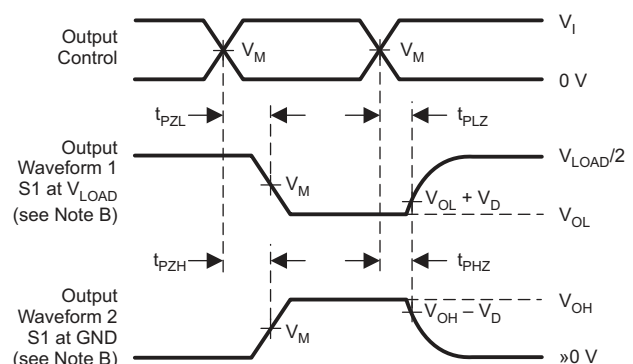 Output
Control
V_M
V_M
V_I
0 V
t_PZL
t_PLZ
Output
Waveform 1
S1 at V_LOAD
(see Note B)
V_M
V_LOAD/2
V_OL + V_D
V_OL
t_PZH
t_PHZ
Output
Waveform 2
S1 at GND
(see Note B)
V_M
V_OH
V_OH – V_D
»0 V